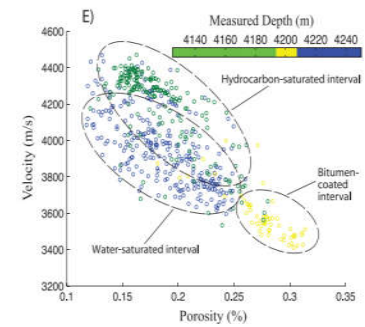 E)
Measured Depth (m)
4140 4160 4180 4200 4220 4240
4600
4400
4200
4000
3800
3600
3400
3200
Velocity (m/s)
Hydrocarbon-saturated interval
Bitumen-
coated
interval
Water-saturated interval
0.1 0.15 0.2 0.25 0.3 0.35
Porosity (%)